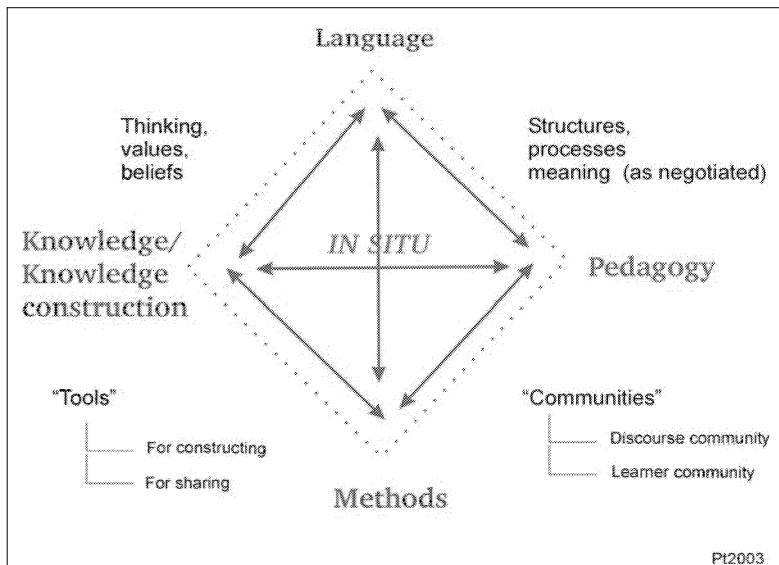 Language
Thinking,
values,
beliefs
Structures,
processes
meaning (as negotiated)
Knowledge/
Knowledge
construction
IN SITU
Pedagogy
"Tools"
For constructing
For sharing
"Communities"
Discourse community
Learner community
Methods
Pt2003